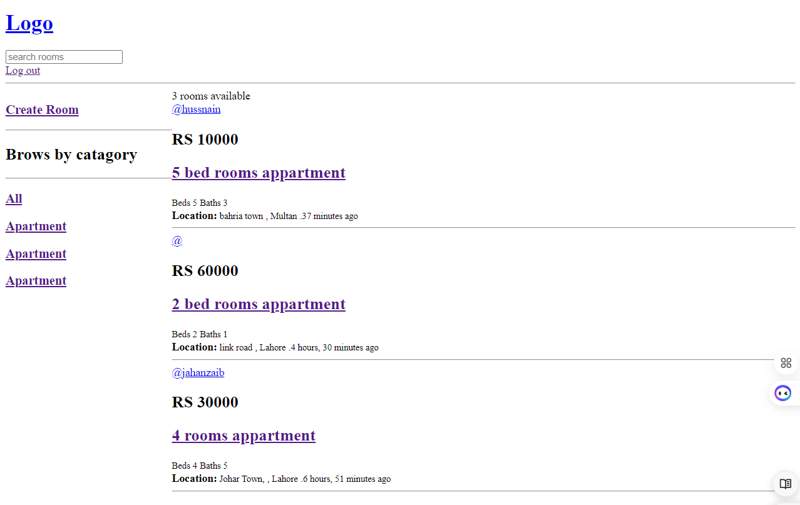 Logo
search rooms
Log out
Create Room
Brows by catagory
All
Apartment
Apartment
Apartment
3 rooms available
@hussnain
RS 10000
5 bed rooms appartment
Beds 5 Baths 3
Location: bahria town , Multan .37 minutes ago
@
RS 60000
2 bed rooms appartment
Beds 2 Baths 1
Location: link road , Lahore .4 hours, 30 minutes ago
@jahanzaib
RS 30000
4 rooms appartment
Beds 4 Baths 5
Location: Johar Town, , Lahore .6 hours, 51 minutes ago